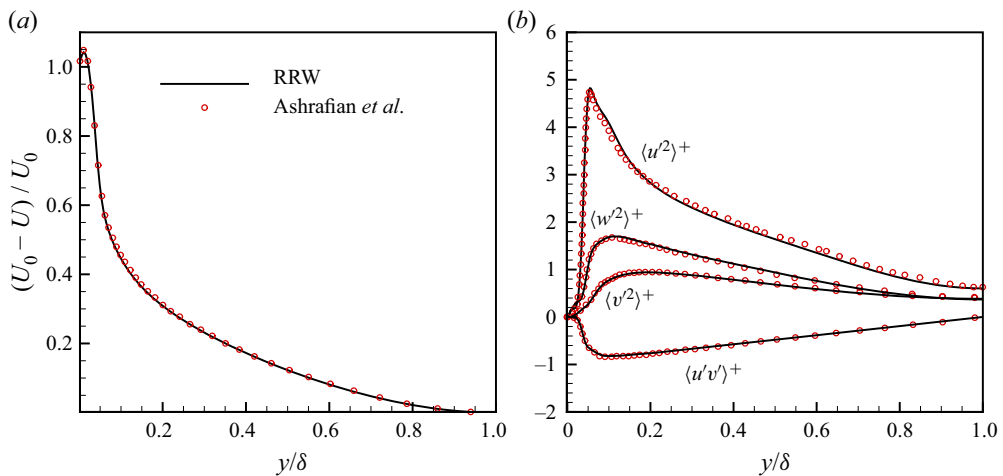 (a)
(U₀ − U) / U₀
1.0
0.8
0.6
0.4
0.2
0.2 0.4 0.6 0.8 1.0
y/δ
RRW
Ashrafian et al.
(b)
6
5
4
3
2
1
0
−1
−2
0 0.2 0.4 0.6 0.8 1.0
y/δ
⟨u′²⟩⁺
⟨w′²⟩⁺
⟨v′²⟩⁺
⟨u′v′⟩⁺